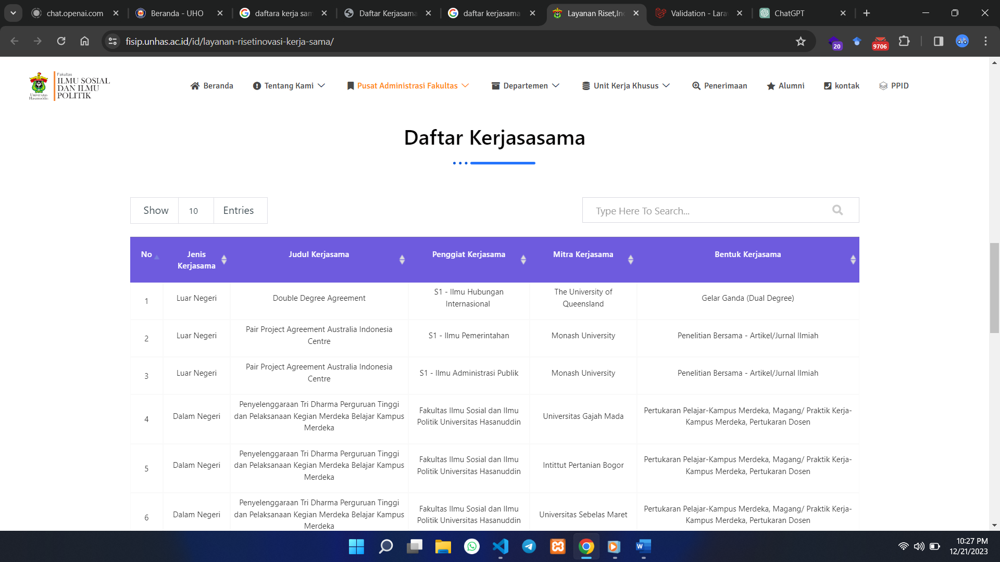 chat.openai.com
Beranda - UHO
daftara kerja sam
Daftar Kerjasama
daftar kerjasama
Layanan Riset,Ino
Validation - Lara
ChatGPT
fisip.unhas.ac.id/id/layanan-risetinovasi-kerja-sama/
20
9706
Fakultas
ILMU SOSIAL
DAN ILMU
POLITIK
Universitas
Hasanuddin
Beranda
Tentang Kami
Pusat Administrasi Fakultas
Departemen
Unit Kerja Khusus
Penerimaan
Alumni
kontak
PPID
Daftar Kerjasasama
Show 10 Entries
Type Here To Search...
No
Jenis
Kerjasama
Judul Kerjasama
Penggiat Kerjasama
Mitra Kerjasama
Bentuk Kerjasama
1
Luar Negeri
Double Degree Agreement
S1 - Ilmu Hubungan
Internasional
The University of
Queensland
Gelar Ganda (Dual Degree)
2
Luar Negeri
Pair Project Agreement Australia Indonesia
Centre
S1 - Ilmu Pemerintahan
Monash University
Penelitian Bersama - Artikel/Jurnal Ilmiah
3
Luar Negeri
Pair Project Agreement Australia Indonesia
Centre
S1 - Ilmu Administrasi Publik
Monash University
Penelitian Bersama - Artikel/Jurnal Ilmiah
4
Dalam Negeri
Penyelenggaraan Tri Dharma Perguruan Tinggi
dan Pelaksanaan Kegian Merdeka Belajar Kampus
Merdeka
Fakultas Ilmu Sosial dan Ilmu
Politik Universitas Hasanuddin
Universitas Gajah Mada
Pertukaran Pelajar-Kampus Merdeka, Magang/ Praktik Kerja-
Kampus Merdeka, Pertukaran Dosen
5
Dalam Negeri
Penyelenggaraan Tri Dharma Perguruan Tinggi
dan Pelaksanaan Kegian Merdeka Belajar Kampus
Merdeka
Fakultas Ilmu Sosial dan Ilmu
Politik Universitas Hasanuddin
Intittut Pertanian Bogor
Pertukaran Pelajar-Kampus Merdeka, Magang/ Praktik Kerja-
Kampus Merdeka, Pertukaran Dosen
6
Dalam Negeri
Penyelenggaraan Tri Dharma Perguruan Tinggi
dan Pelaksanaan Kegian Merdeka Belajar Kampus
Merdeka
Fakultas Ilmu Sosial dan Ilmu
Politik Universitas Hasanuddin
Universitas Sebelas Maret
Pertukaran Pelajar-Kampus Merdeka, Magang/ Praktik Kerja-
Kampus Merdeka, Pertukaran Dosen
10:27 PM
12/21/2023